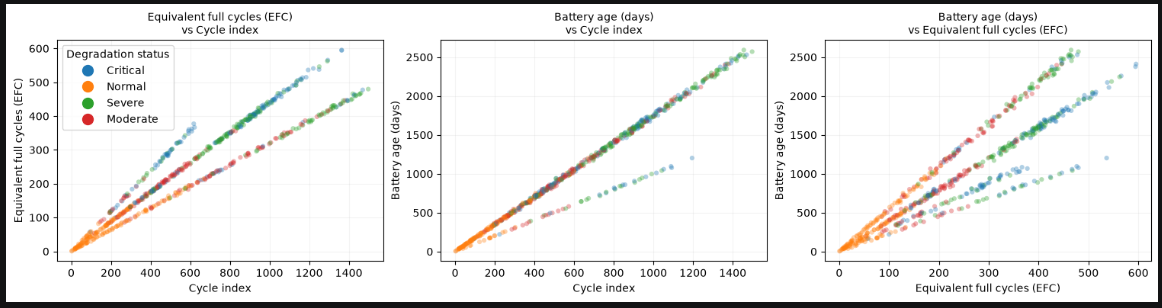 Equivalent full cycles (EFC)
vs Cycle index
Equivalent full cycles (EFC)
600
500
400
300
200
100
0
Degradation status
Critical
Normal
Severe
Moderate
0 200 400 600 800 1000 1200 1400
Cycle index
Battery age (days)
vs Cycle index
Battery age (days)
2500
2000
1500
1000
500
0
0 200 400 600 800 1000 1200 1400
Cycle index
Battery age (days)
vs Equivalent full cycles (EFC)
Battery age (days)
2500
2000
1500
1000
500
0
0 100 200 300 400 500 600
Equivalent full cycles (EFC)